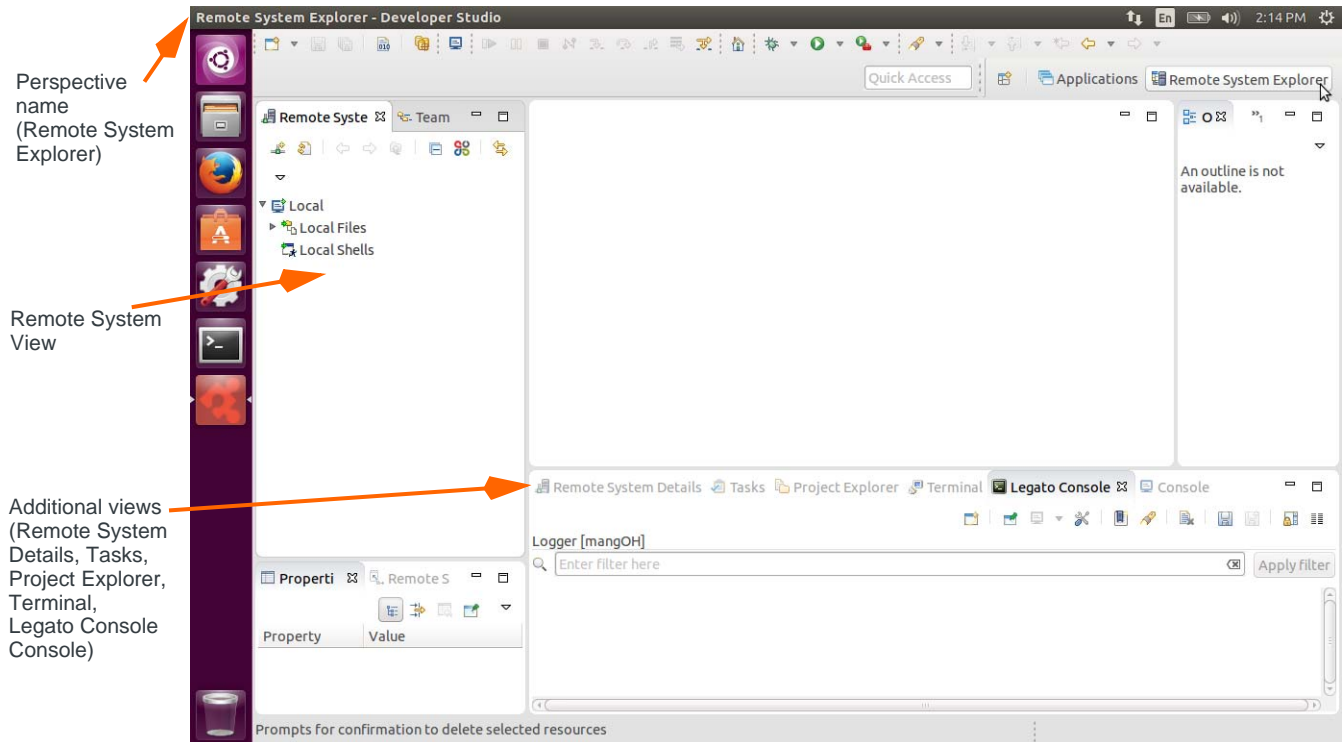 Remote System Explorer - Developer Studio
En
2:14 PM
Quick Access
Applications
Remote System Explorer
Perspective
name
(Remote System
Explorer)
Remote Syste
Team
Local
Local Files
Local Shells
O
»1
An outline is not
available.
Remote System
View
Additional views
(Remote System
Details, Tasks,
Project Explorer,
Terminal,
Legato Console
Console)
Remote System Details
Tasks
Project Explorer
Terminal
Legato Console
Console
Logger [mangOH]
Enter filter here
Apply filter
Properti
Remote S
Property
Value
Prompts for confirmation to delete selected resources